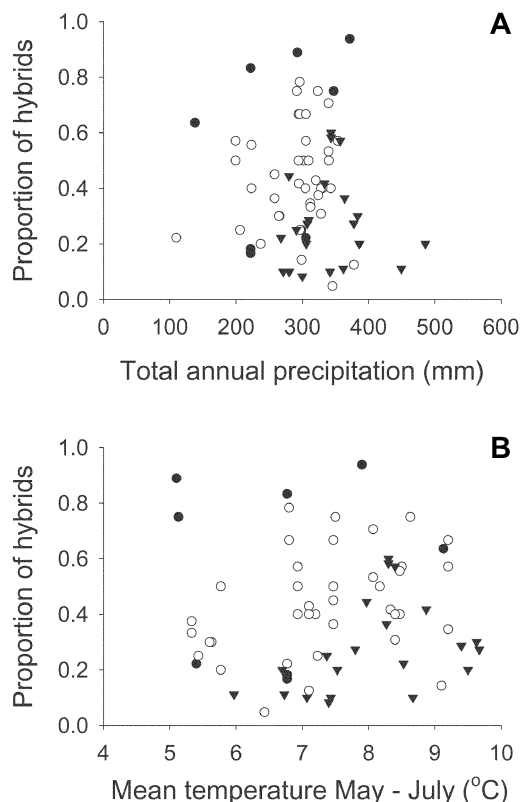 A
Proportion of hybrids
1.0
0.8
0.6
0.4
0.2
0.0
0 100 200 300 400 500 600
Total annual precipitation (mm)
B
Proportion of hybrids
1.0
0.8
0.6
0.4
0.2
0.0
4 5 6 7 8 9 10
Mean temperature May - July (°C)